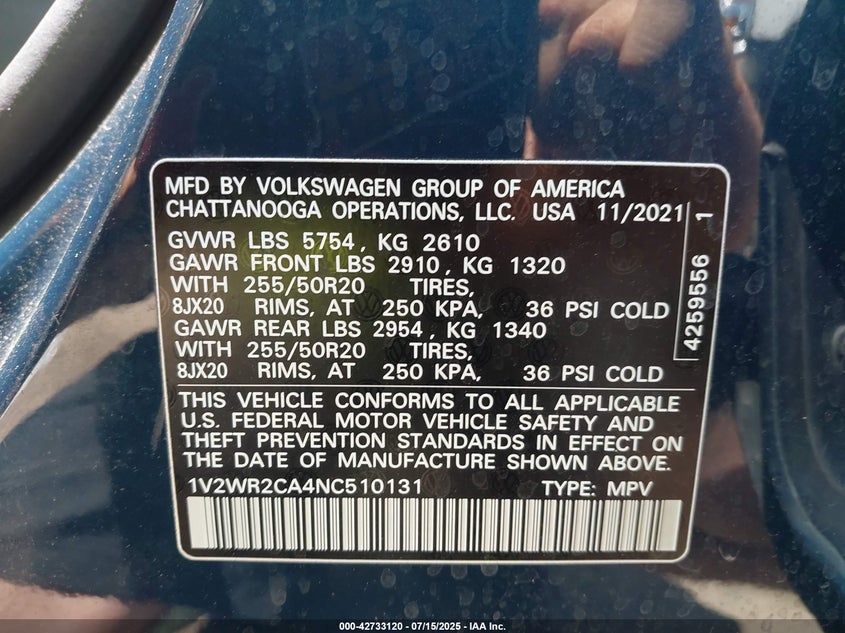 MFD BY VOLKSWAGEN GROUP OF AMERICA
CHATTANOOGA OPERATIONS, LLC. USA 11/2021
GVWR LBS 5754, KG 2610
GAWR FRONT LBS 2910, KG 1320
WITH 255/50R20 TIRES,
8JX20 RIMS, AT 250 KPA, 36 PSI COLD
GAWR REAR LBS 2954, KG 1340
WITH 255/50R20 TIRES,
8JX20 RIMS, AT 250 KPA, 36 PSI COLD
4259556 1
THIS VEHICLE CONFORMS TO ALL APPLICABLE
U.S. FEDERAL MOTOR VEHICLE SAFETY AND
THEFT PREVENTION STANDARDS IN EFFECT ON
THE DATE OF MANUFACTURE SHOWN ABOVE.
1V2WR2CA4NC510131 TYPE: MPV
000-42733120 - 07/15/2025 - IAA Inc.